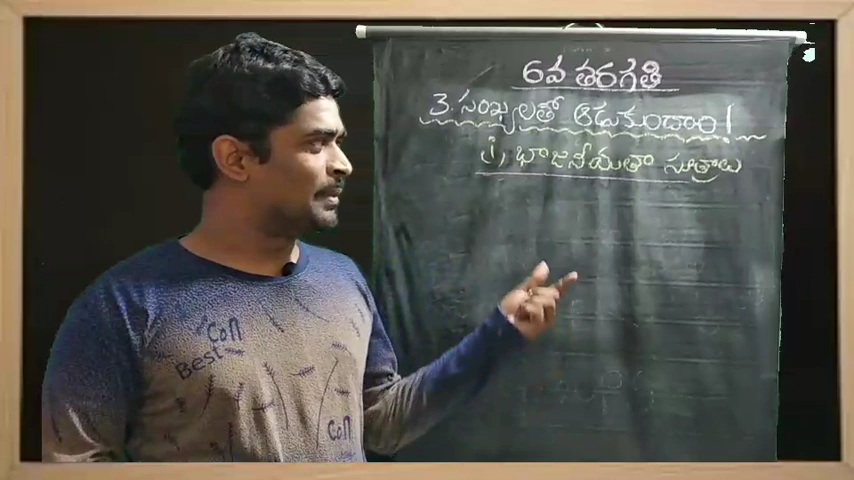 6వ తరగతి
3. సంఖ్యలతో ఆడుకుందాం!
i, భాజనీయతా సూత్రాలు
Con
Best
Con